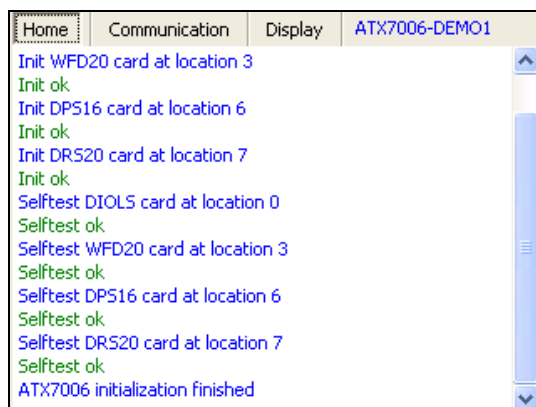 Home Communication Display ATX7006-DEMO1
Init WFD20 card at location 3
Init ok
Init DPS16 card at location 6
Init ok
Init DRS20 card at location 7
Init ok
Selftest DIOLS card at location 0
Selftest ok
Selftest WFD20 card at location 3
Selftest ok
Selftest DPS16 card at location 6
Selftest ok
Selftest DRS20 card at location 7
Selftest ok
ATX7006 initialization finished